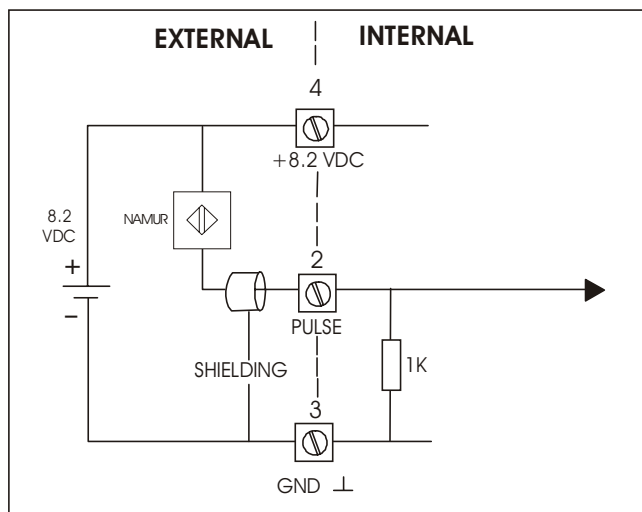 EXTERNAL
INTERNAL
4
+8.2 VDC
8.2
VDC
+
-
NAMUR
2
PULSE
SHIELDING
1K
3
GND ⊥